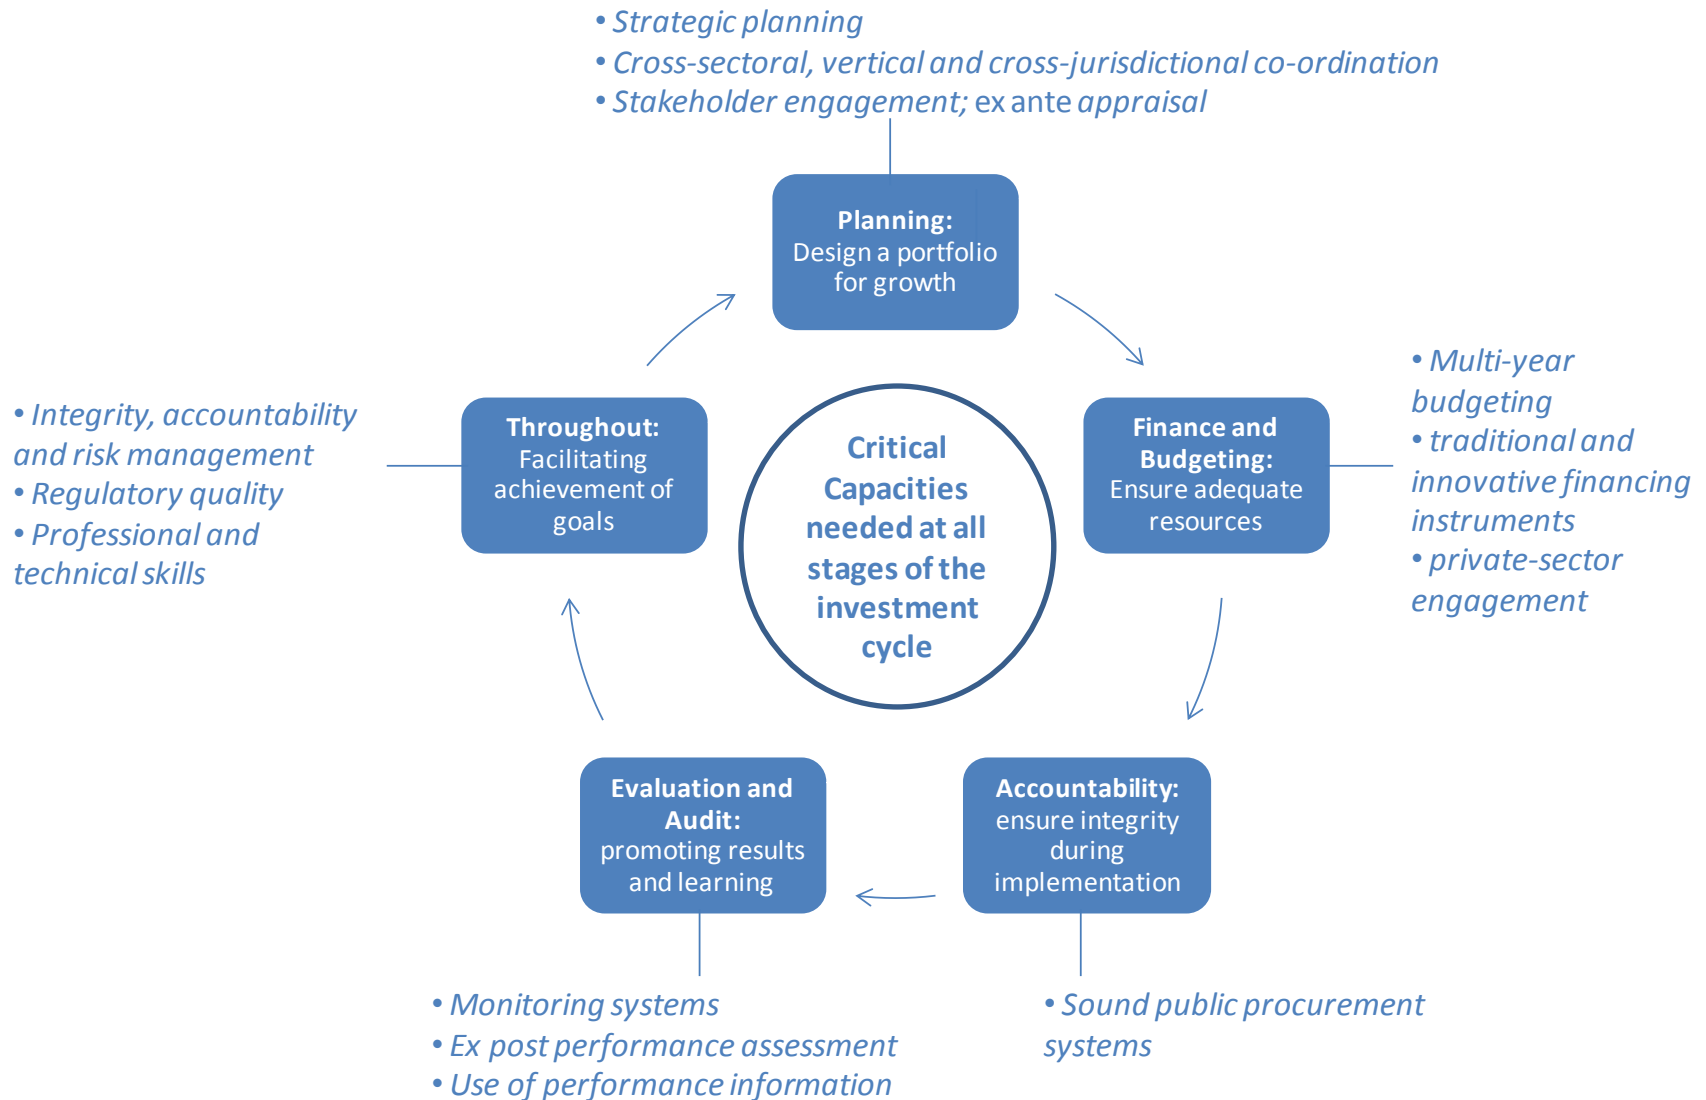 • Strategic planning
• Cross-sectoral, vertical and cross-jurisdictional co-ordination
• Stakeholder engagement; ex ante appraisal
Planning:
Design a portfolio
for growth
• Multi-year
budgeting
• traditional and
innovative financing
instruments
• private-sector
engagement
Finance and
Budgeting:
Ensure adequate
resources
• Integrity, accountability
and risk management
• Regulatory quality
• Professional and
technical skills
Throughout:
Facilitating
achievement of
goals
Critical
Capacities
needed at all
stages of the
investment
cycle
Evaluation and
Audit:
promoting results
and learning
Accountability:
ensure integrity
during
implementation
• Monitoring systems
• Ex post performance assessment
• Use of performance information
• Sound public procurement
systems